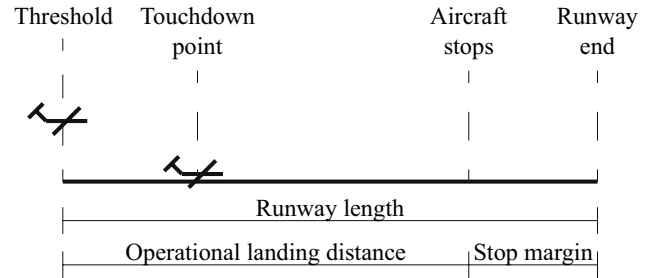 Threshold
Touchdown
point
Aircraft
stops
Runway
end
Runway length
Operational landing distance
Stop margin